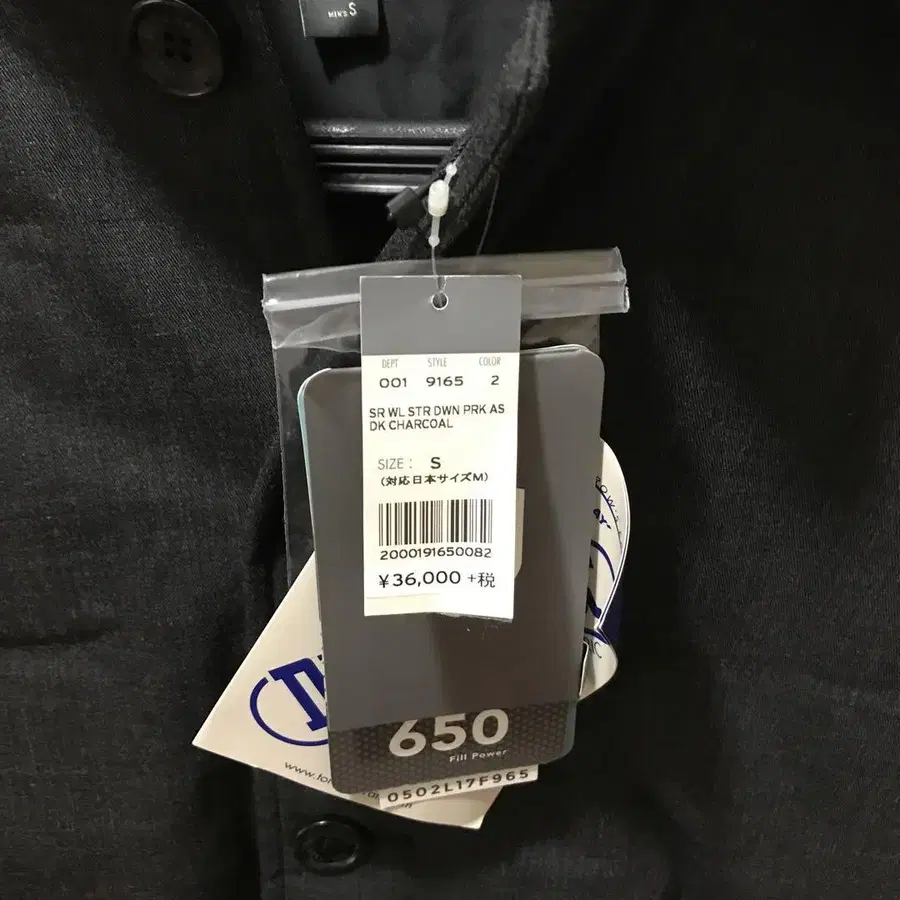 MEN'S S
DEPT STYLE COLOR
001 9165 2
SR WL STR DWN PRK AS
DK CHARCOAL
SIZE : S
(対応日本サイズM)
2000191650082
¥36,000 +税
650
Fill Power
0502L17F965